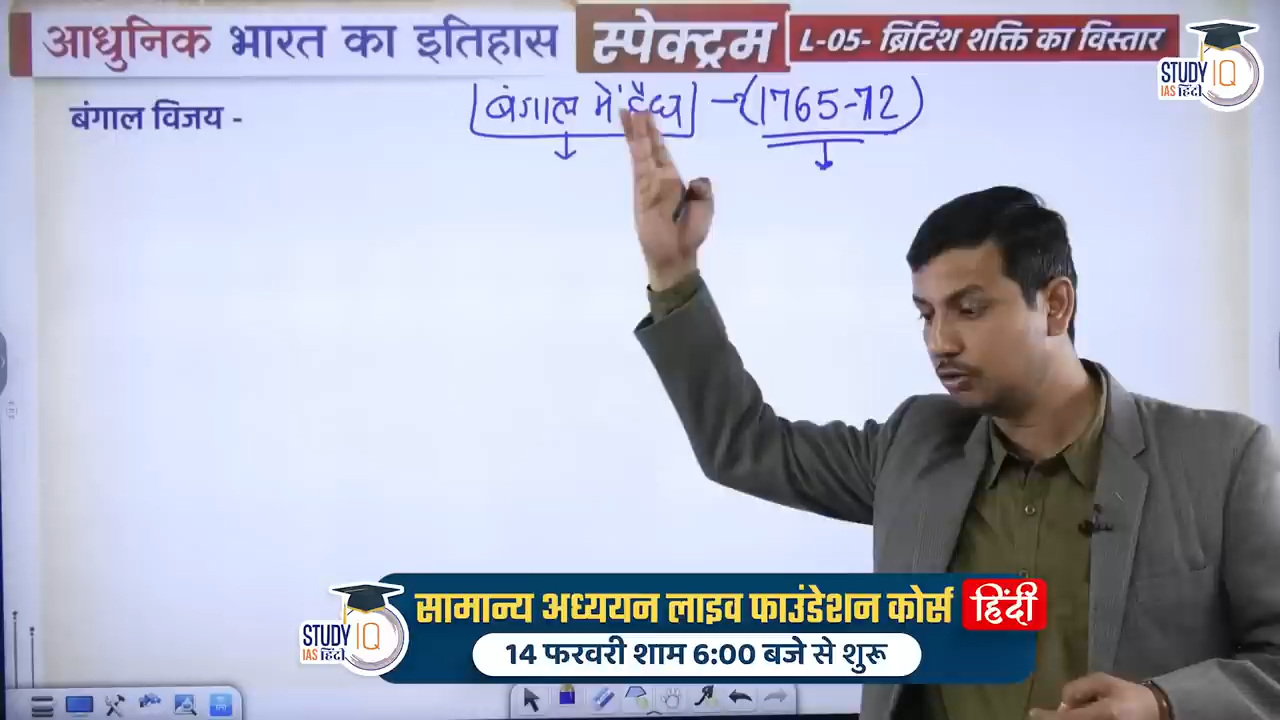 आधुनिक भारत का इतिहास स्पेक्ट्रम L-05- ब्रिटिश शक्ति का विस्तार
STUDY IQ
IAS हिंदी
बंगाल विजय -
बंगाल में द्वैध → (1765-72)
सामान्य अध्ययन लाइव फाउंडेशन कोर्स हिंदी
STUDY IQ
IAS हिंदी
14 फरवरी शाम 6:00 बजे से शुरू